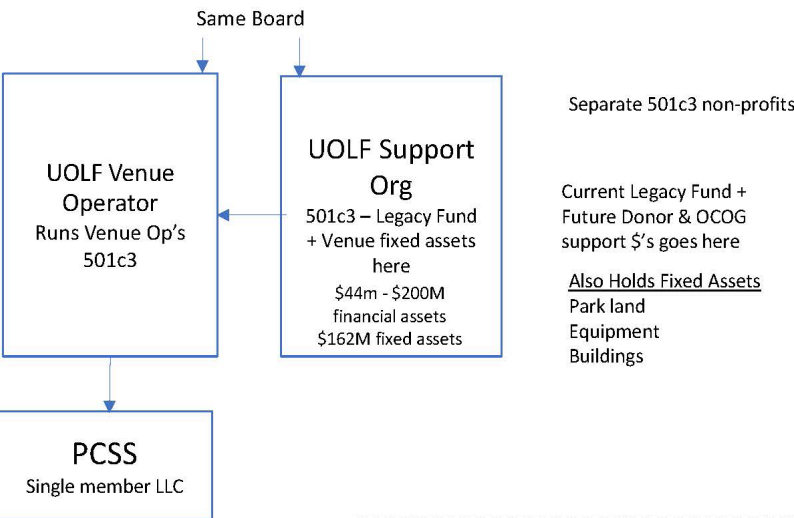 Same Board
UOLF Venue
Operator
Runs Venue Op's
501c3
UOLF Support
Org
501c3 – Legacy Fund
+ Venue fixed assets
here
$44m - $200M
financial assets
$162M fixed assets
Separate 501c3 non-profits
Current Legacy Fund +
Future Donor & OCOG
support $'s goes here
Also Holds Fixed Assets
Park land
Equipment
Buildings
PCSS
Single member LLC